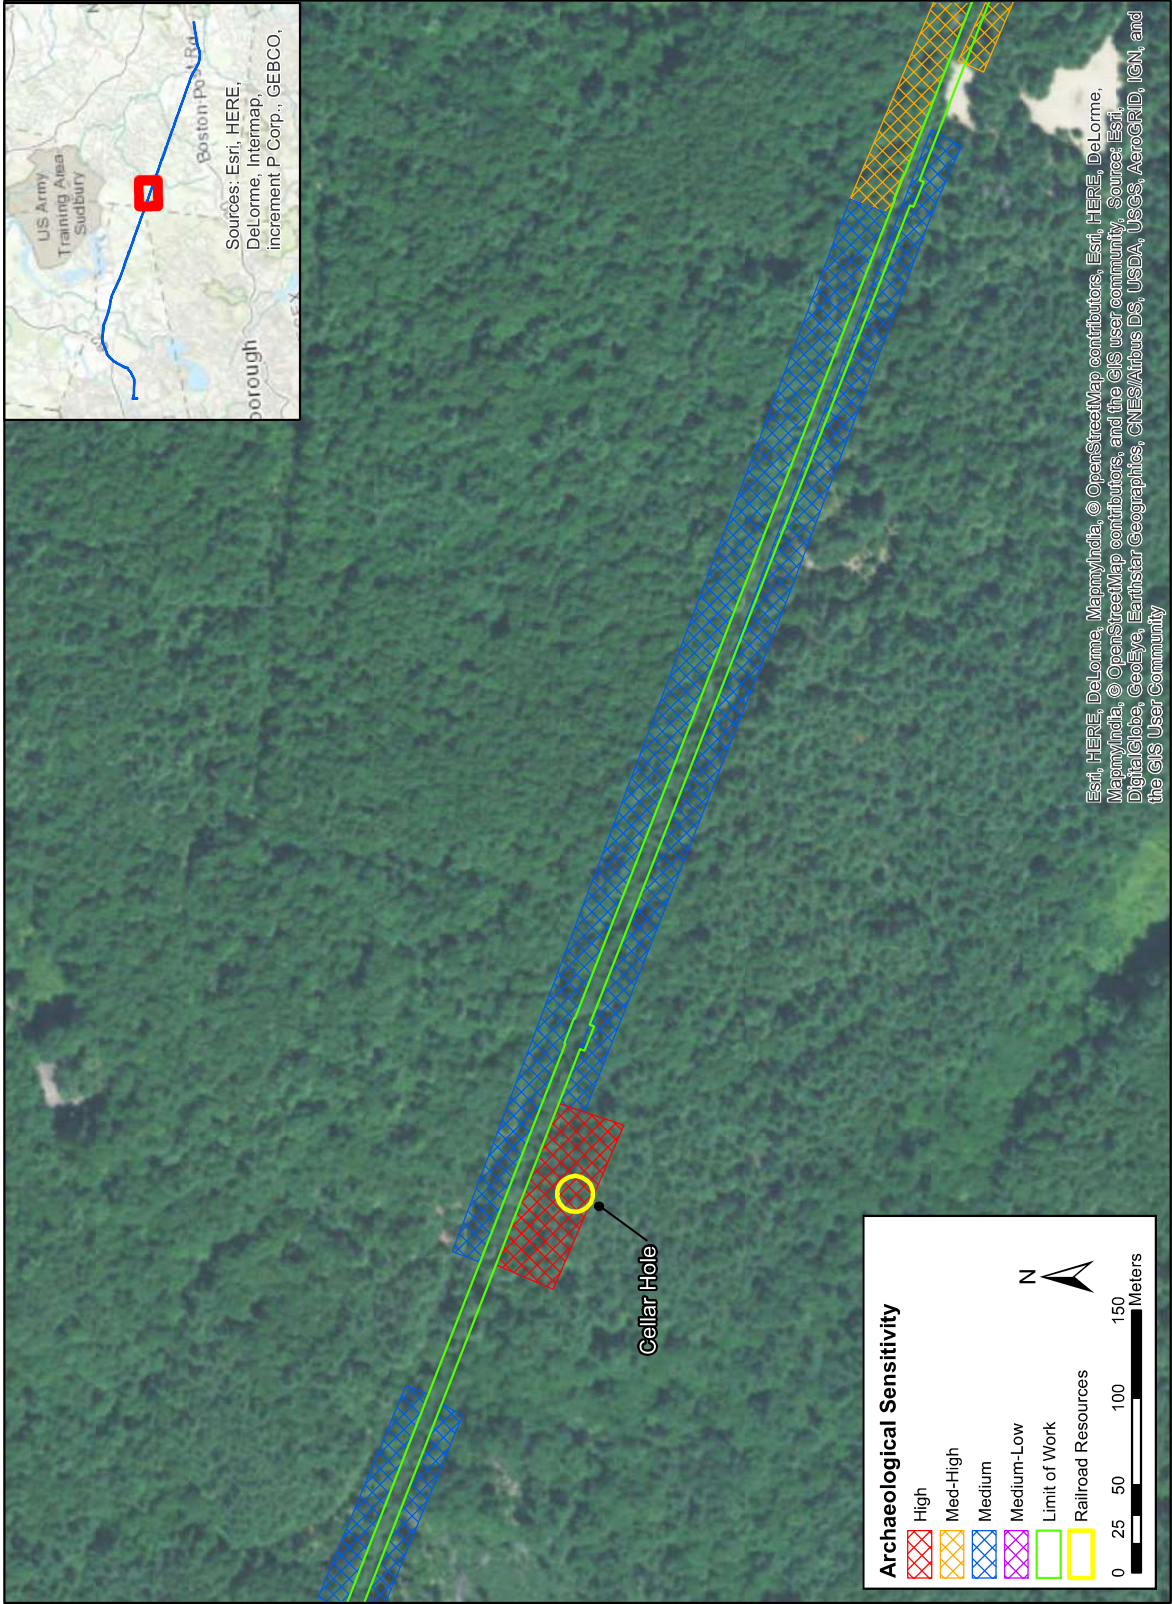 US Army
Training Area
Sudbury
Boston Post Rd
orough
Sources: Esri, HERE,
DeLorme, Intermap,
increment P Corp., GEBCO,
Cellar Hole
Archaeological Sensitivity
High
Med-High
Medium
Medium-Low
Limit of Work
Railroad Resources
N
0 25 50 100 150
Meters
Esri, HERE, DeLorme, MapmyIndia, © OpenStreetMap contributors, Esri, HERE, DeLorme,
MapmyIndia, © OpenStreetMap contributors, and the GIS user community, Source: Esri,
DigitalGlobe, GeoEye, Earthstar Geographics, CNES/Airbus DS, USDA, USGS, AeroGRID, IGN, and
the GIS User Community